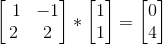 [1 -1; 2 2] * [1; 1] = [0; 4]